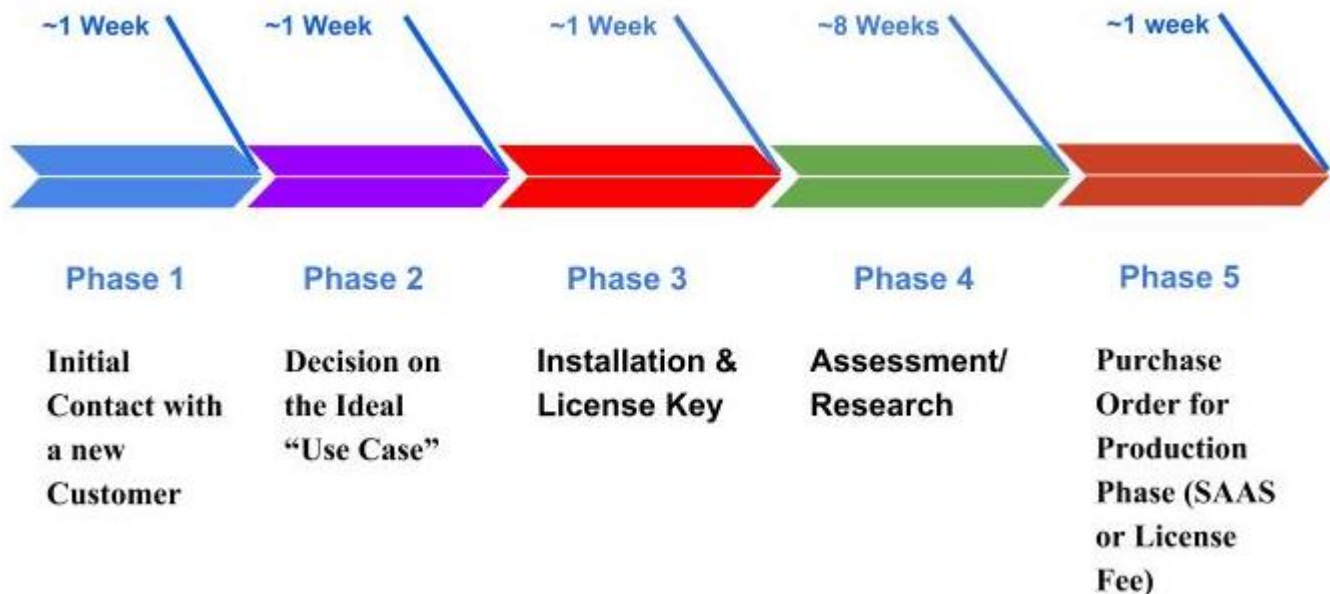 ~1 Week
~1 Week
~1 Week
~8 Weeks
~1 week
Phase 1
Phase 2
Phase 3
Phase 4
Phase 5
Initial
Contact with
a new
Customer
Decision on
the Ideal
“Use Case”
Installation &
License Key
Assessment/
Research
Purchase
Order for
Production
Phase (SAAS
or License
Fee)